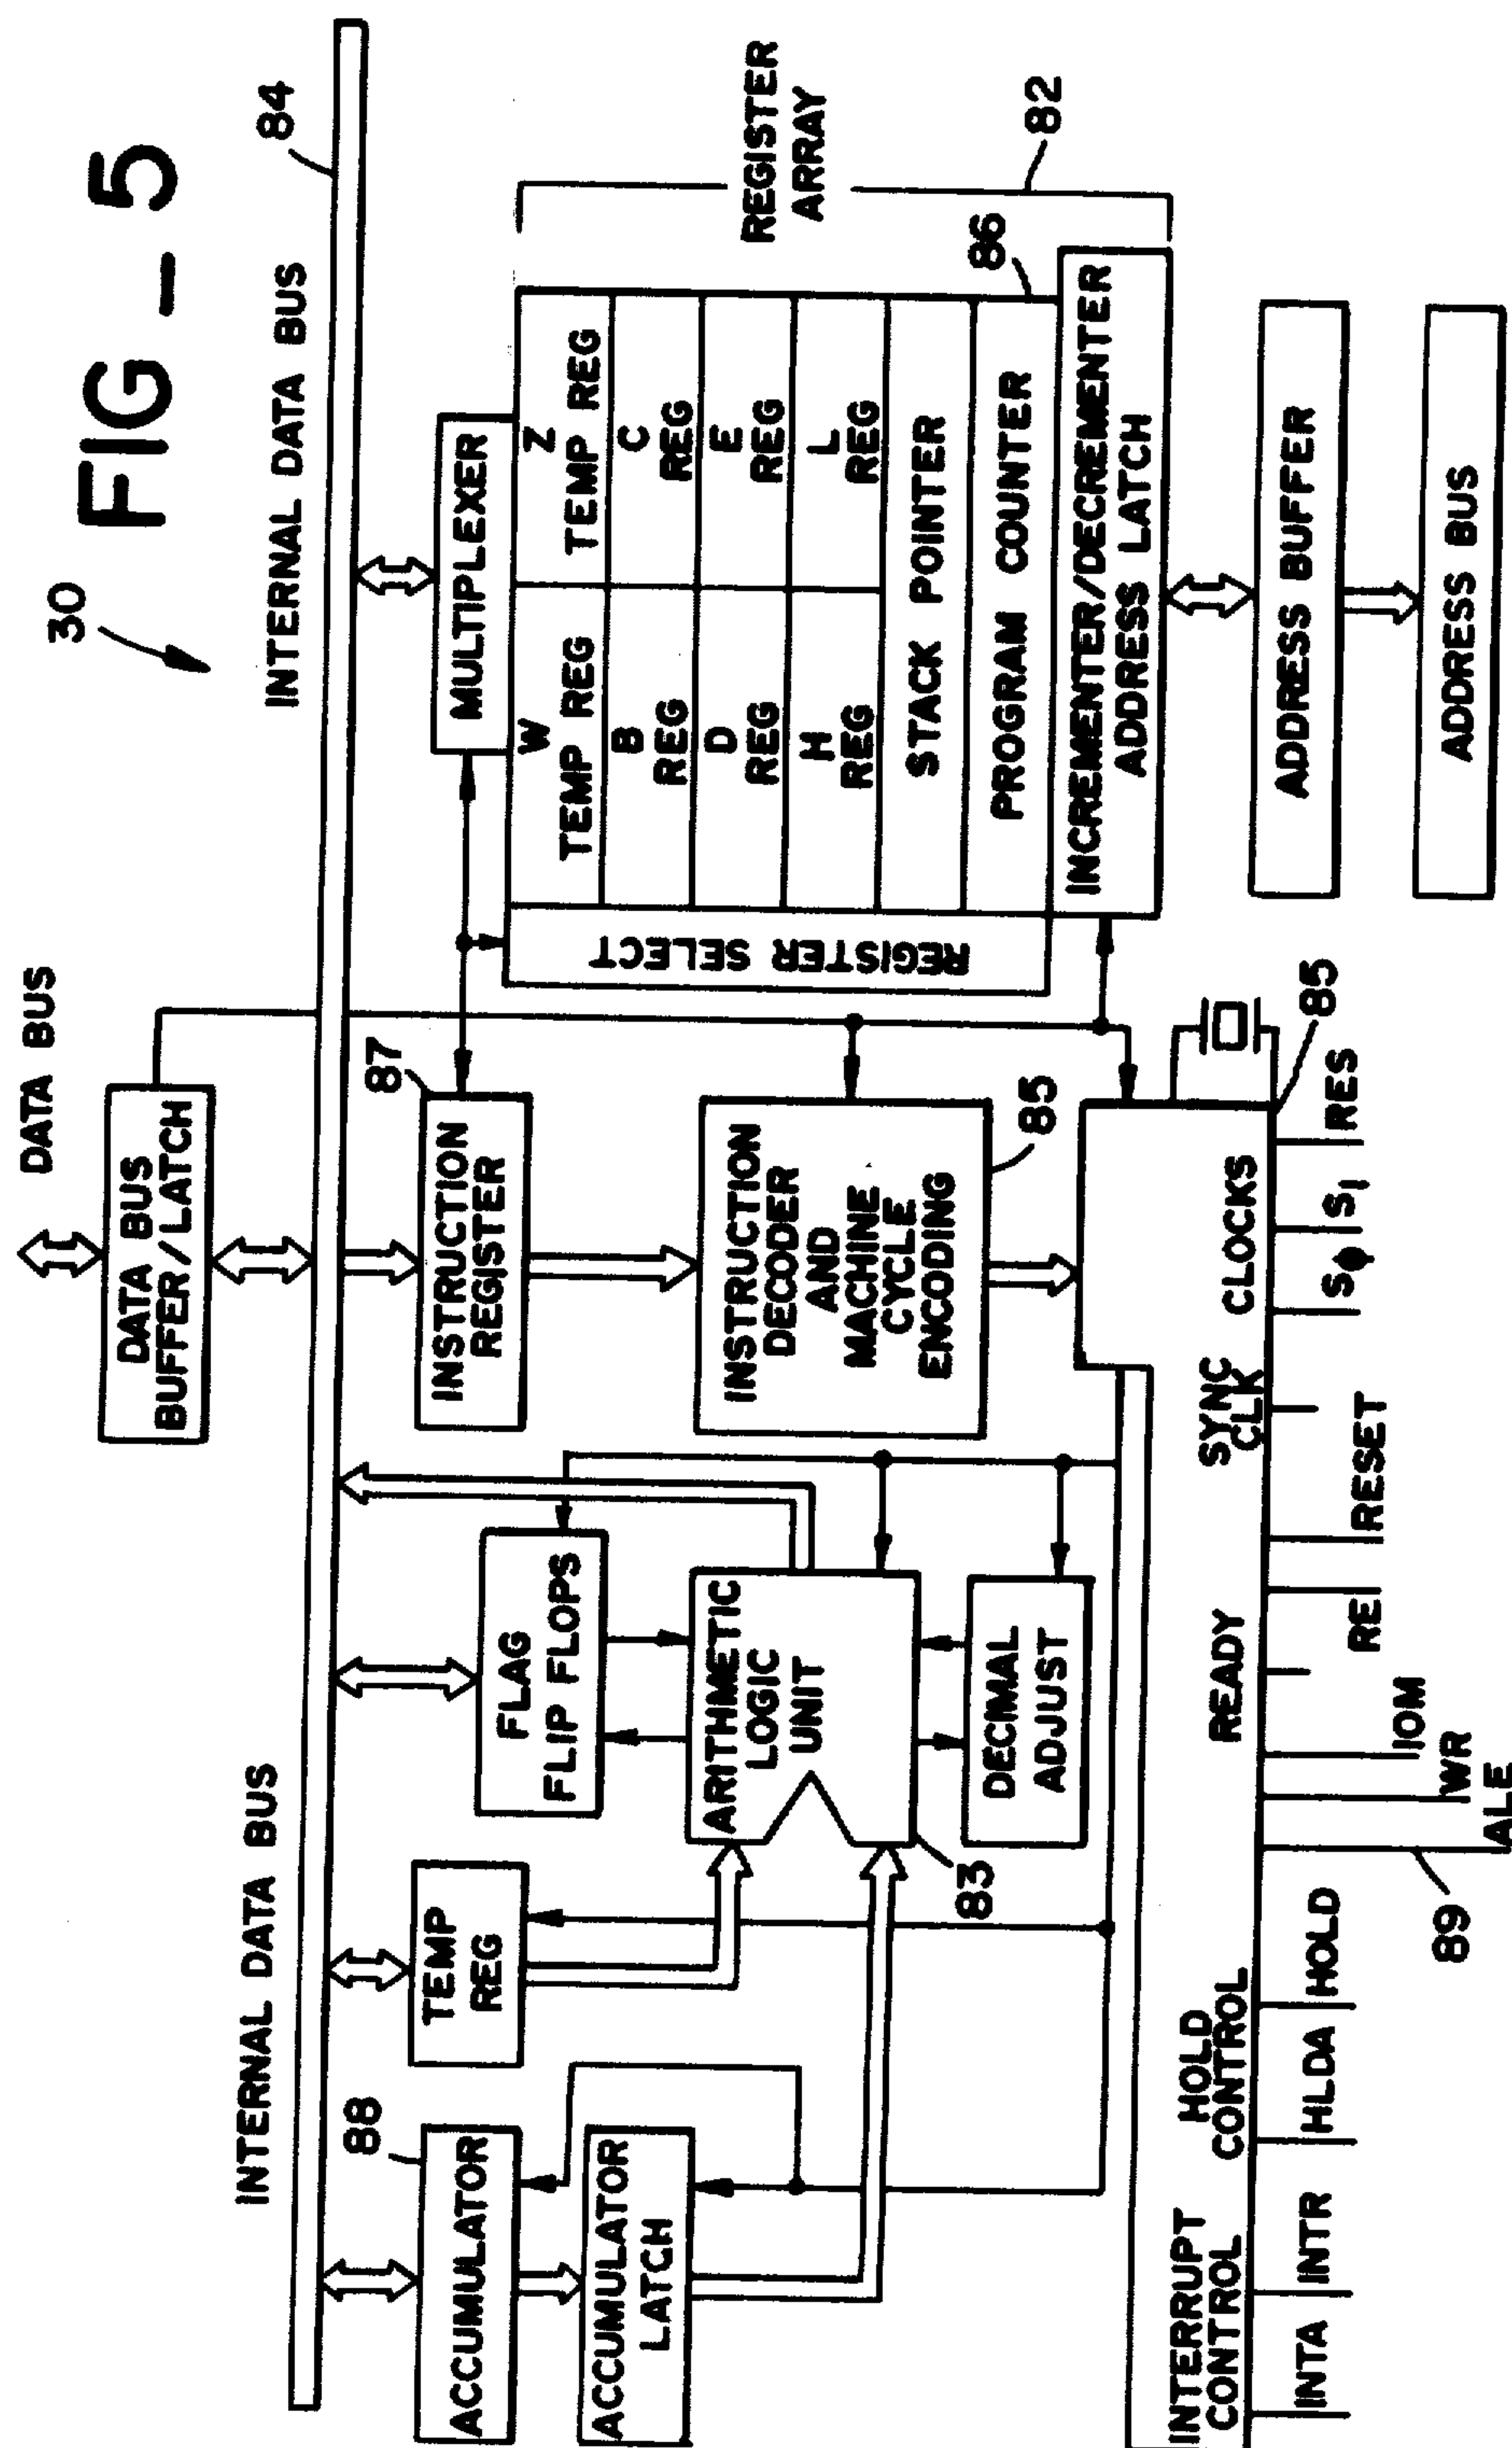 FIG - 5
30
DATA BUS
INTERNAL DATA BUS
INTERNAL DATA BUS
84
DATA BUS
BUFFER/LATCH
88
ACCUMULATOR
TEMP
REG
FLAG
FLIP FLOPS
87
INSTRUCTION
REGISTER
MULTIPLEXER
ACCUMULATOR
LATCH
ARITHMETIC
LOGIC
UNIT
83
DECIMAL
ADJUST
INSTRUCTION
DECODER
AND
MACHINE
CYCLE
ENCODING
85
REGISTER SELECT
W
TEMP REG
Z
TEMP REG
B
REG
C
REG
D
REG
E
REG
H
REG
L
REG
STACK POINTER
PROGRAM COUNTER
86
INCREMENTER/DECREMENTER
ADDRESS LATCH
REGISTER
ARRAY
82
ADDRESS BUFFER
ADDRESS BUS
85
INTERRUPT
CONTROL
HOLD
CONTROL
READY
SYNC
CLK
CLOCKS
INTA
INTR
HLDA
HOLD
89
ALE
WR
IOM
REI
RESET
Sϕ
S1
RES